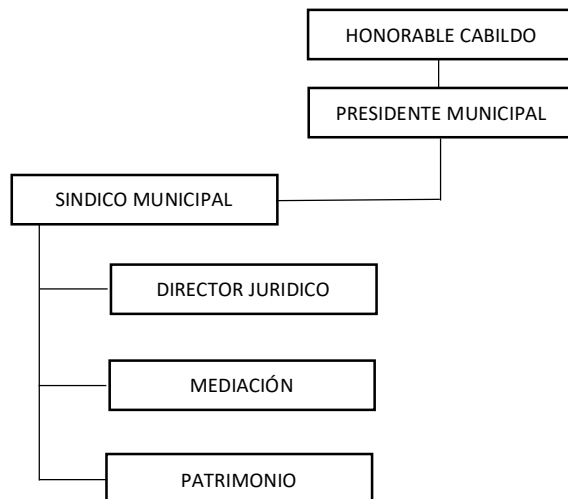 HONORABLE CABILDO
PRESIDENTE MUNICIPAL
SINDICO MUNICIPAL
DIRECTOR JURIDICO
MEDIACIÓN
PATRIMONIO